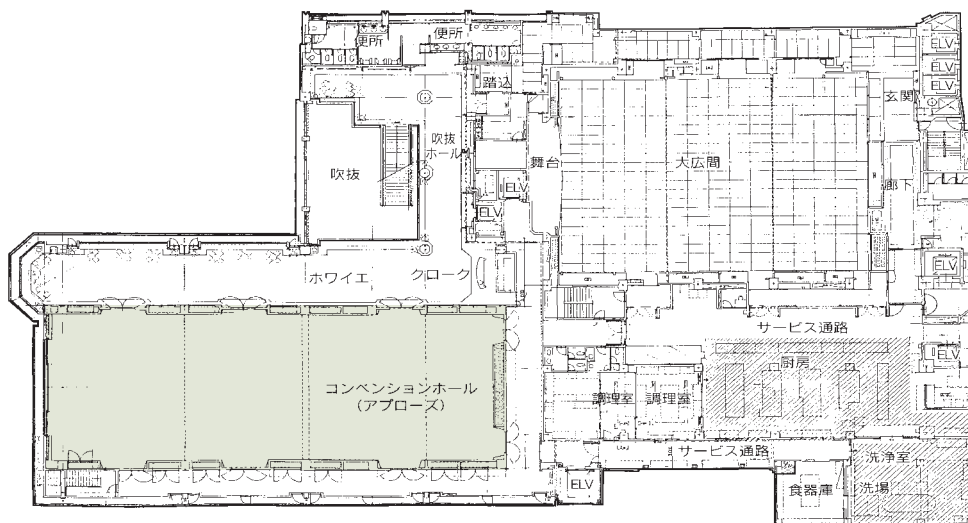 便所
便所
ELV
ELV
ELV
踏込
玄関
吹抜
ホール
舞台
大広間
吹抜
廊下
ELV
ELV
ELV
ホワイエ
クローク
サービス通路
ELV
厨房
コンベンションホール
(アプローズ)
調理室
調理室
サービス通路
洗浄室
ELV
食器庫
洗場